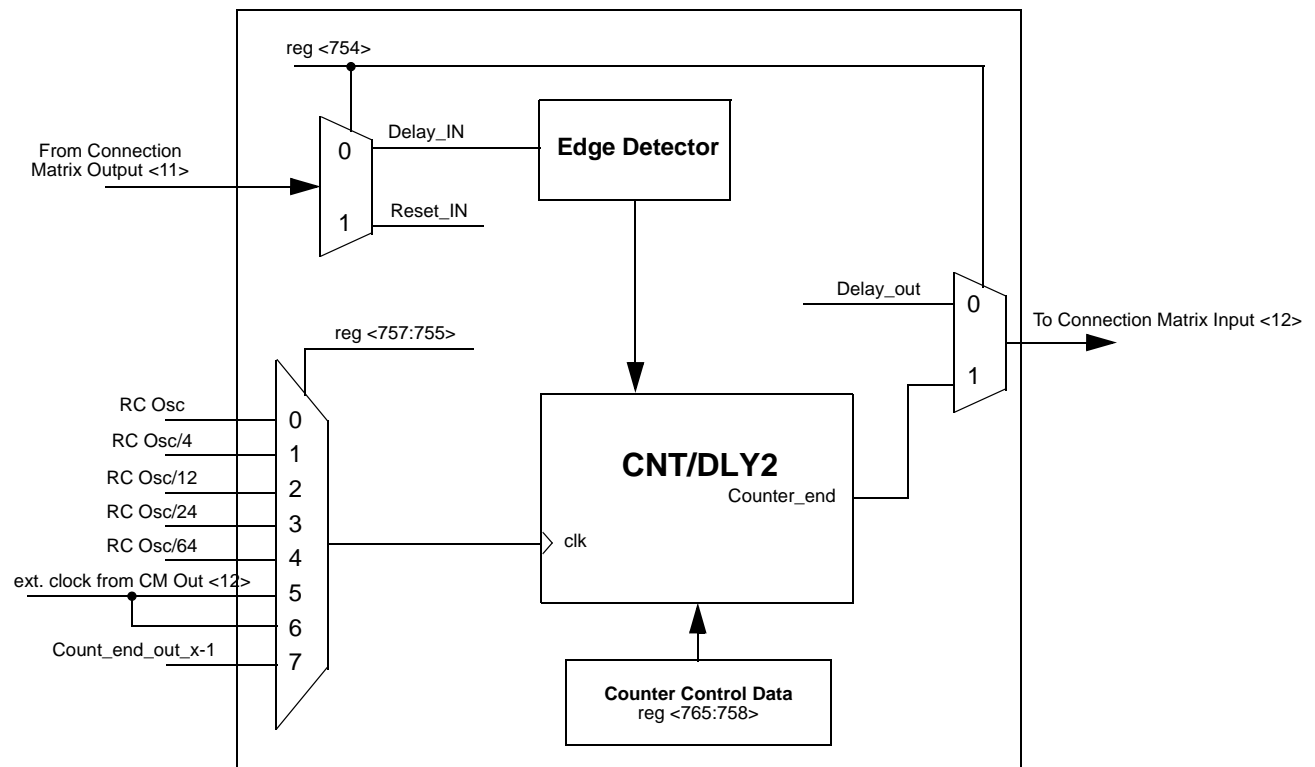 reg <754>
From Connection
Matrix Output <11>
0
1
Delay_IN
Reset_IN
Edge Detector
Delay_out
0
1
To Connection Matrix Input <12>
reg <757:755>
RC Osc
0
RC Osc/4
1
RC Osc/12
2
RC Osc/24
3
RC Osc/64
4
ext. clock from CM Out <12>
5
6
Count_end_out_x-1
7
CNT/DLY2
Counter_end
clk
Counter Control Data
reg <765:758>